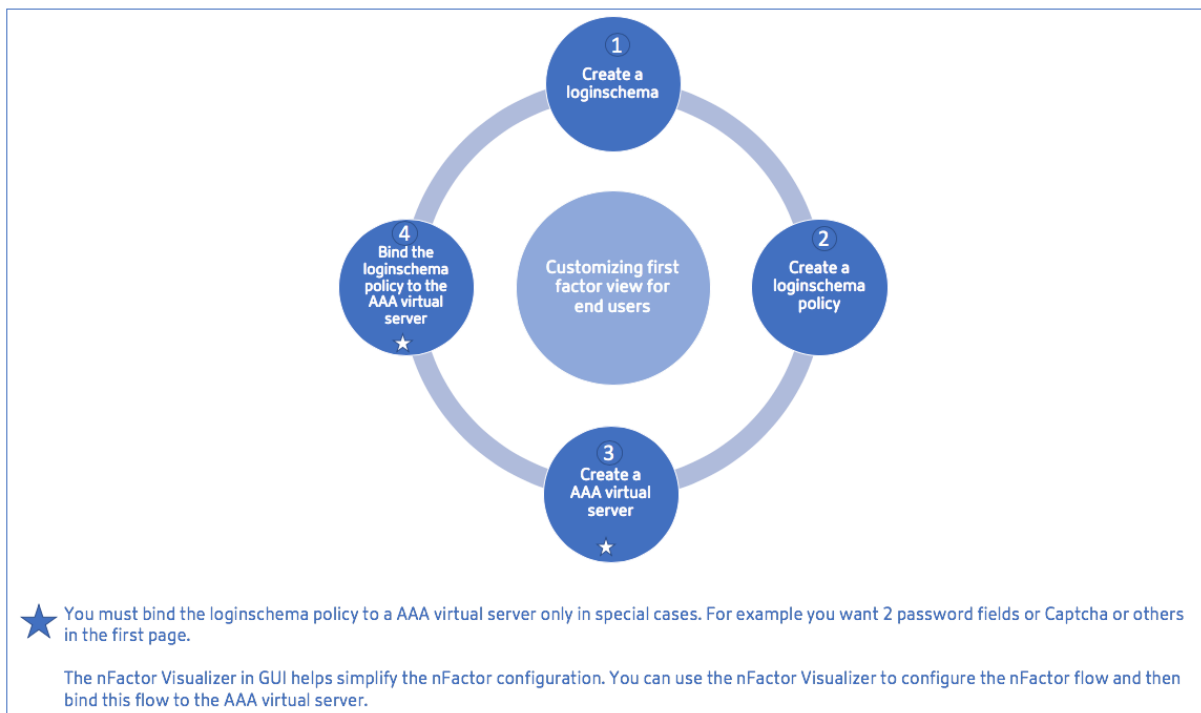 1
Create a
loginschema
4
Bind the
loginschema
policy to the
AAA virtual
server
Customizing first
factor view for
end users
2
Create a
loginschema
policy
3
Create a
AAA virtual
server
You must bind the loginschema policy to a AAA virtual server only in special cases. For example you want 2 password fields or Captcha or others
in the first page.
The nFactor Visualizer in GUI helps simplify the nFactor configuration. You can use the nFactor Visualizer to configure the nFactor flow and then
bind this flow to the AAA virtual server.